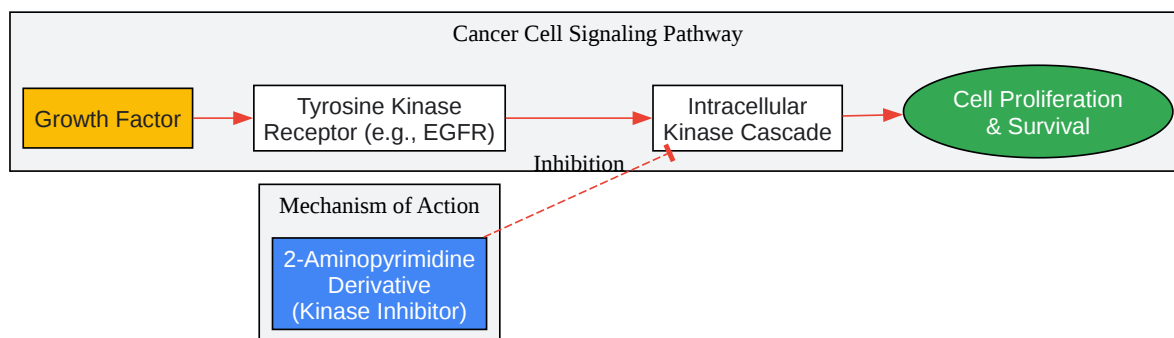 Cancer Cell Signaling Pathway
Growth Factor
Tyrosine Kinase
Receptor (e.g., EGFR)
Intracellular
Kinase Cascade
Cell Proliferation
& Survival
Inhibition
Mechanism of Action
2-Aminopyrimidine
Derivative
(Kinase Inhibitor)